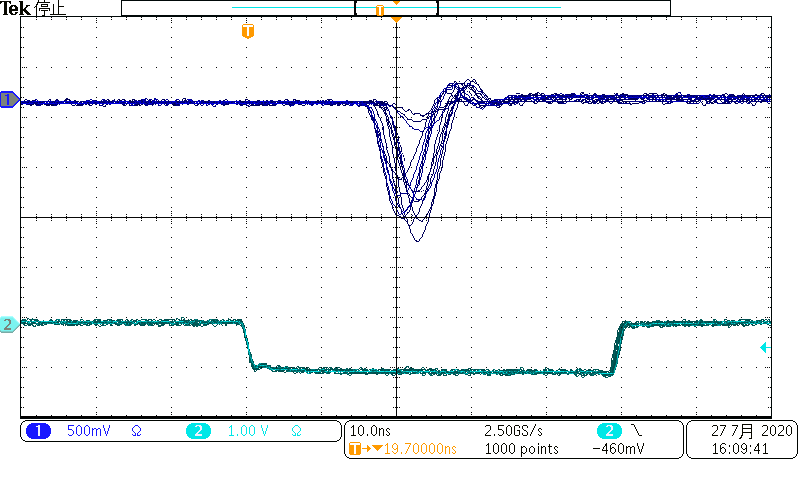 Tek 停止
T
T
1
2
1 500mV Ω 2 1.00 V Ω
10.0ns 2.50GS/s 2
T→▼19.70000ns 1000 points −460mV
27 7月 2020
16:09:41